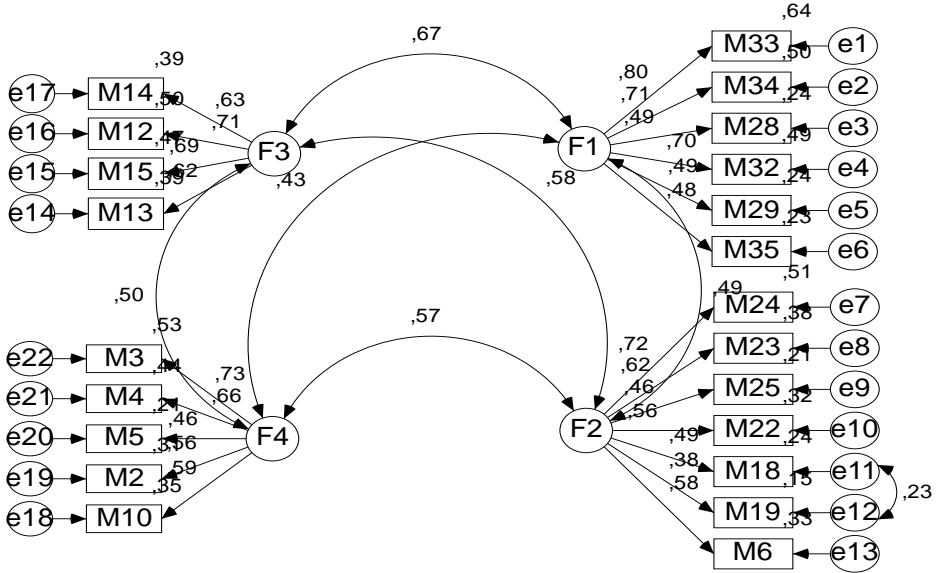 ,64
,67
M33
e1
,50
,39
,80
M34
e2
e17
M14
,24
,50
,63
,71
,49
M28
e3
e16
M12
,71
,49
,47
,69
,70
M32
e4
F3
F1
e15
M15
,62
,49
,24
,39
,43
,58
,48
M29
e5
e14
M13
,23
M35
e6
,51
,50
,49
M24
e7
,57
,38
,53
M23
e8
,72
,21
e22
M3
,44
,73
,62
M25
e9
e21
M4
,66
,46
,32
,21
,46
,56
M22
e10
F4
F2
e20
M5
,49
,24
,31
,56
,38
M18
e11
e19
M2
,59
,58
,15
,35
M19
e12
,23
e18
M10
,33
M6
e13